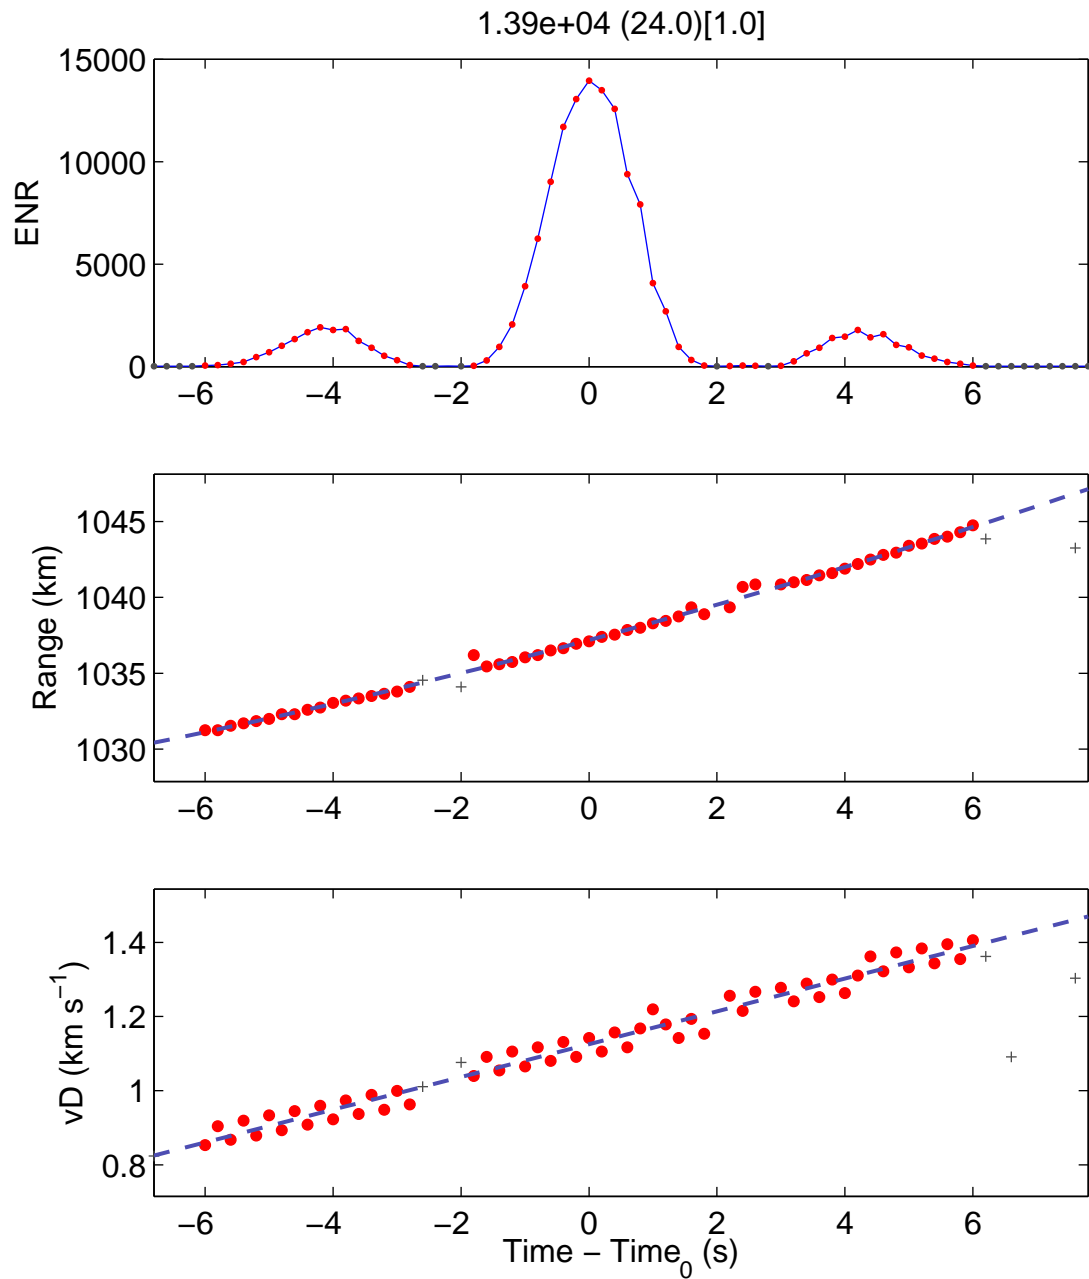 1.39e+04 (24.0)[1.0]
15000
10000
5000
0
ENR
−6 −4 −2 0 2 4 6
1045
1040
1035
1030
Range (km)
−6 −4 −2 0 2 4 6
1.4
1.2
1
0.8
vD (km s⁻¹)
−6 −4 −2 0 2 4 6
Time − Time₀ (s)